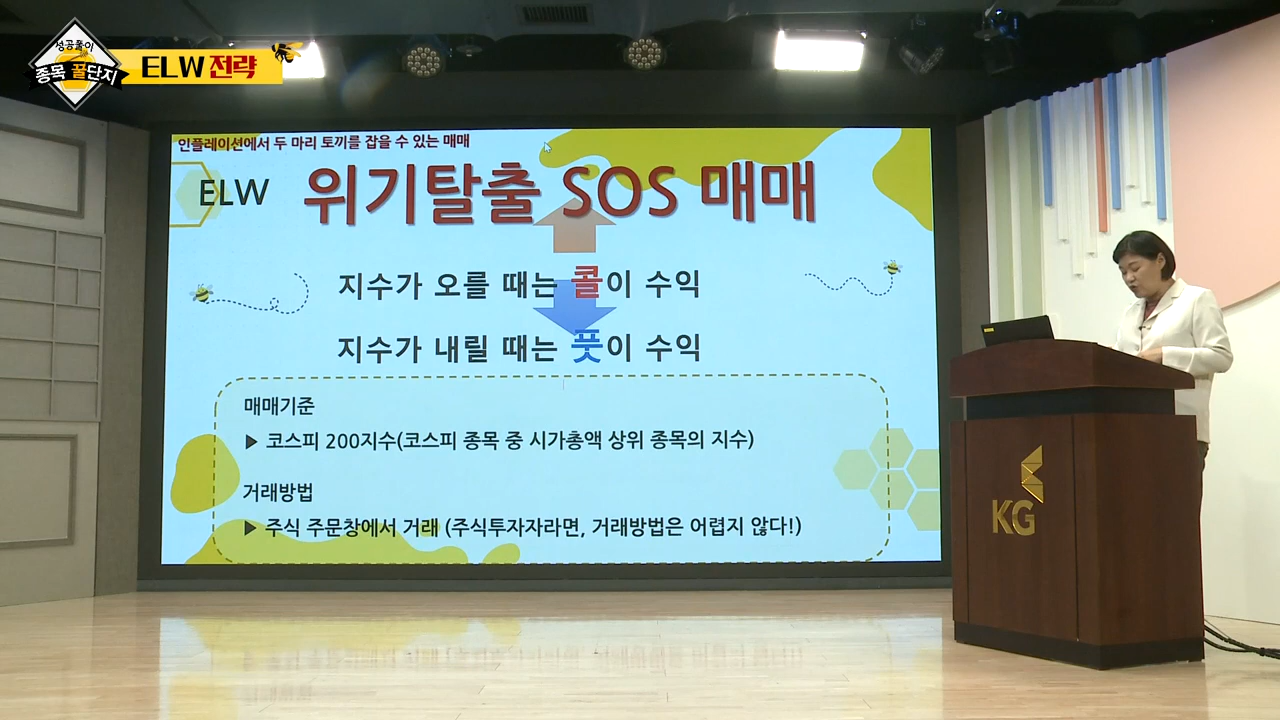 성공풀이
종목 꿀단지
ELW전략
인플레이션에서 두 마리 토끼를 잡을 수 있는 매매
ELW 위기탈출 SOS 매매
지수가 오를 때는 콜이 수익
지수가 내릴 때는 풋이 수익
매매기준
▶ 코스피 200지수(코스피 종목 중 시가총액 상위 종목의 지수)
거래방법
▶ 주식 주문창에서 거래 (주식투자자라면, 거래방법은 어렵지 않다!)
KG